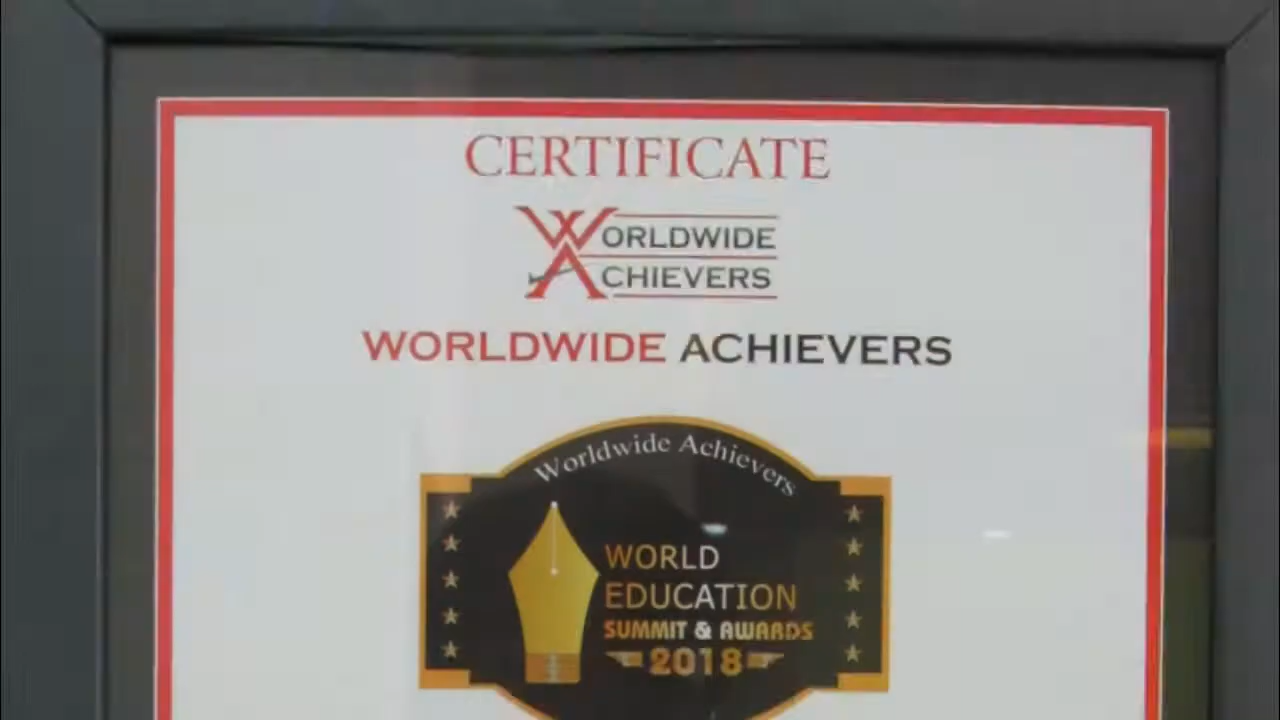 CERTIFICATE
WORLDWIDE
ACHIEVERS
WORLDWIDE ACHIEVERS
Worldwide Achievers
WORLD
EDUCATION
SUMMIT & AWARDS
2018